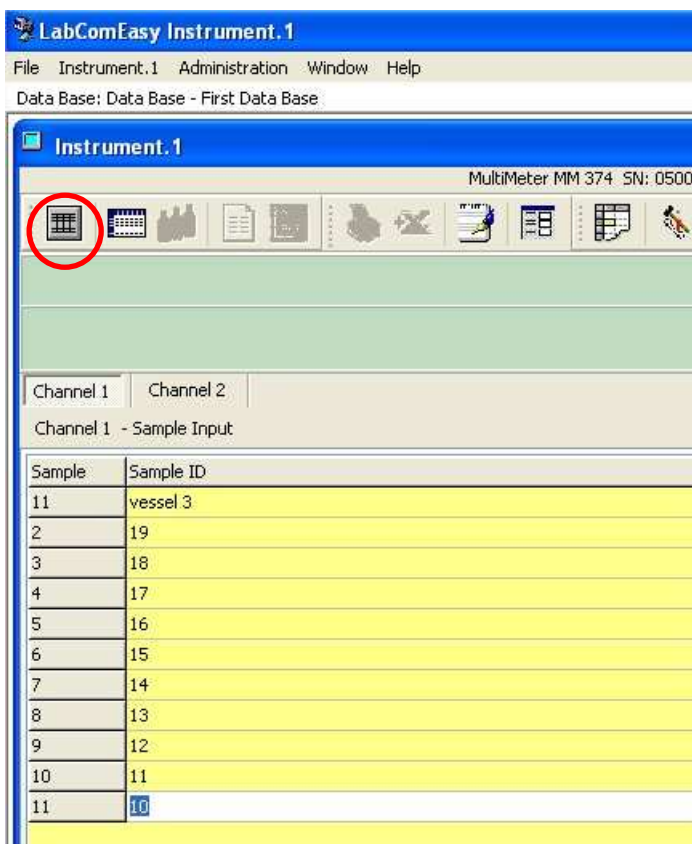 LabComEasy Instrument.1
File Instrument.1 Administration Window Help
Data Base: Data Base - First Data Base
Instrument.1
MultiMeter MM 374 SN: 0500
Channel 1 Channel 2
Channel 1 - Sample Input
Sample Sample ID
11 vessel 3
2 19
3 18
4 17
5 16
6 15
7 14
8 13
9 12
10 11
11 10